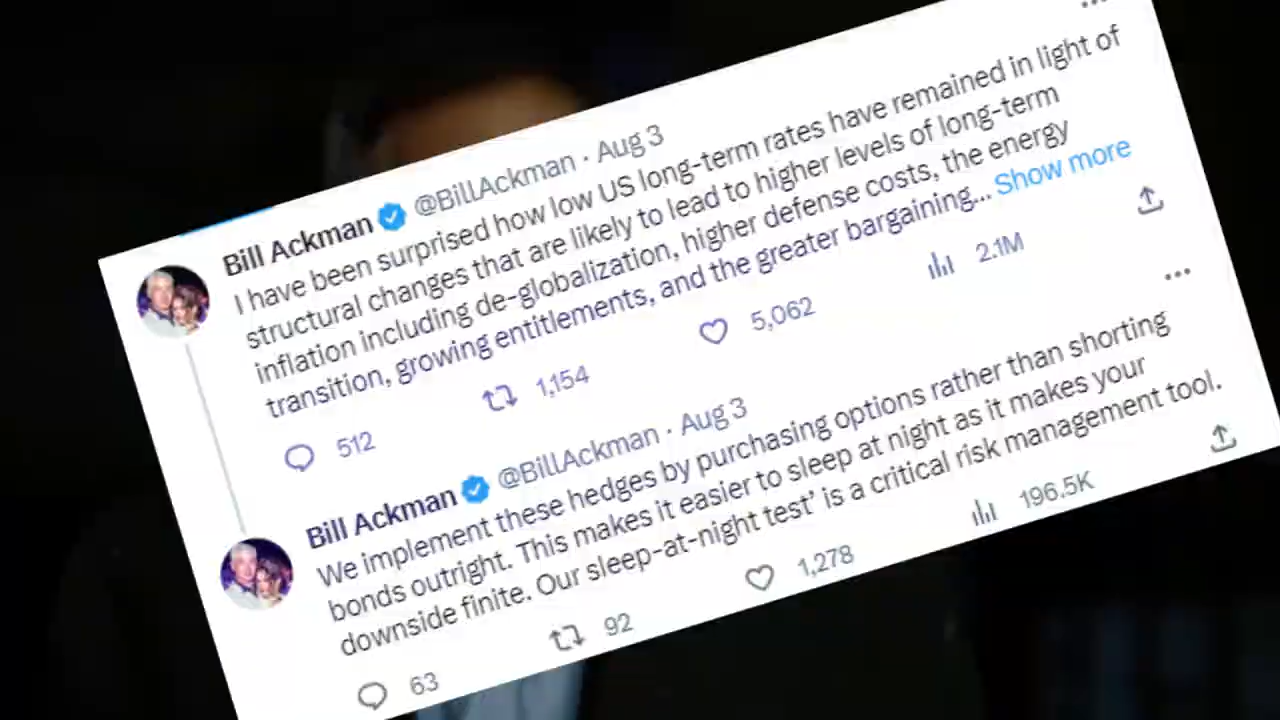 Bill Ackman @BillAckman · Aug 3
I have been surprised how low US long-term rates have remained in light of
structural changes that are likely to lead to higher levels of long-term
inflation including de-globalization, higher defense costs, the energy
transition, growing entitlements, and the greater bargaining... Show more
512 1,154 5,062 2.1M
Bill Ackman @BillAckman · Aug 3
We implement these hedges by purchasing options rather than shorting
bonds outright. This makes it easier to sleep at night as it makes your
downside finite. Our sleep-at-night test’ is a critical risk management tool.
63 92 1,278 196.5K